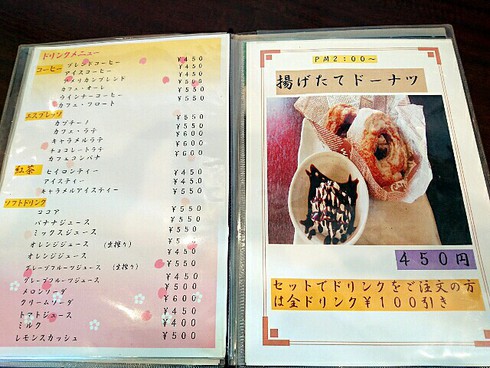 ドリンクメニュー
コーヒー
ブレンドコーヒー ¥450
アイスコーヒー ¥450
アメリカンブレンド ¥450
カフェ・オーレ ¥550
ウインナーコーヒー ¥550
カフェ・フロート
エスプレッソ
カプチーノ ¥550
カフェ・ラテ ¥550
キャラメルラテ ¥600
チョコレートラテ ¥600
カフェコンパナ
紅茶
セイロンティー ¥450
アイスティー ¥450
キャラメルアイスティー ¥550
ソフトドリンク
ココア ¥550
バナナジュース ¥550
ミックスジュース ¥550
オレンジジュース (生搾り)
オレンジジュース
グレープフルーツジュース (生搾り)
グレープフルーツジュース
メロンソーダ ¥500
クリームソーダ ¥600
トマトジュース ¥450
ミルク ¥400
レモンスカッシュ ¥500
PM2:00〜
揚げたてドーナツ
450円
セットでドリンクをご注文の方
は全ドリンク¥100引き